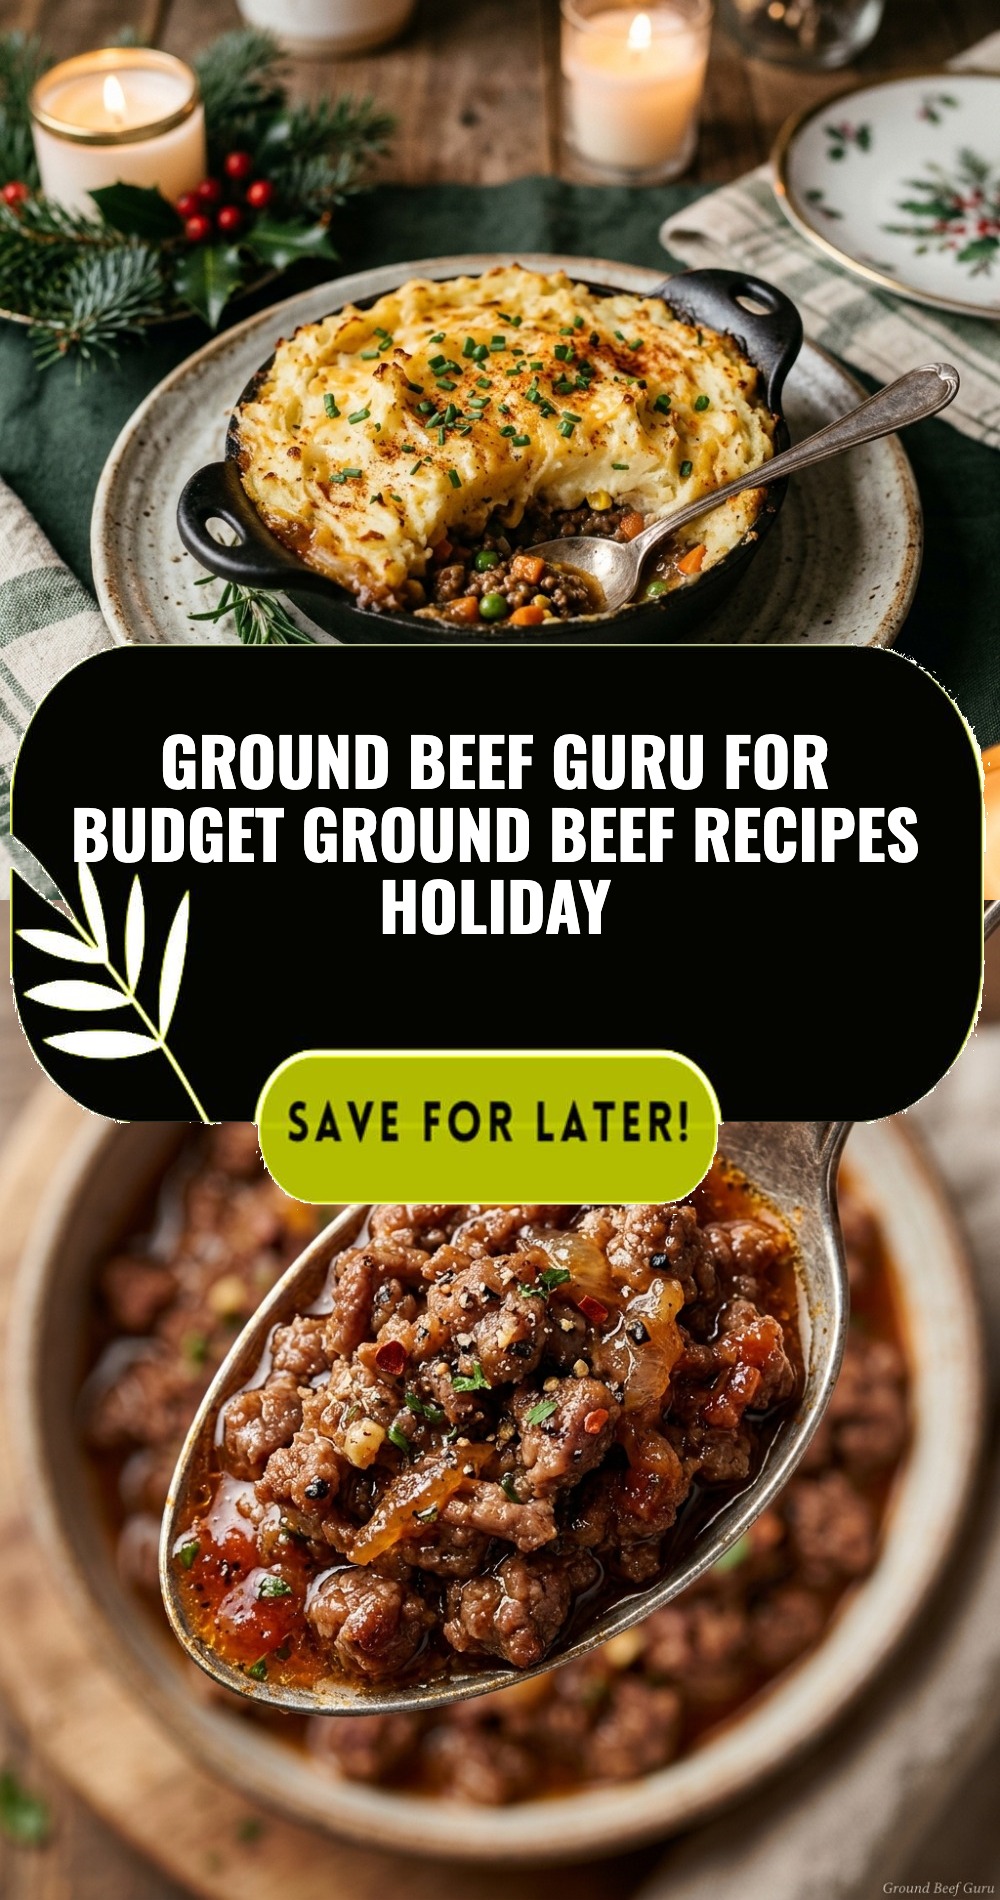 GROUND BEEF GURU FOR
BUDGET GROUND BEEF RECIPES
HOLIDAY
SAVE FOR LATER!
Ground Beef Guru